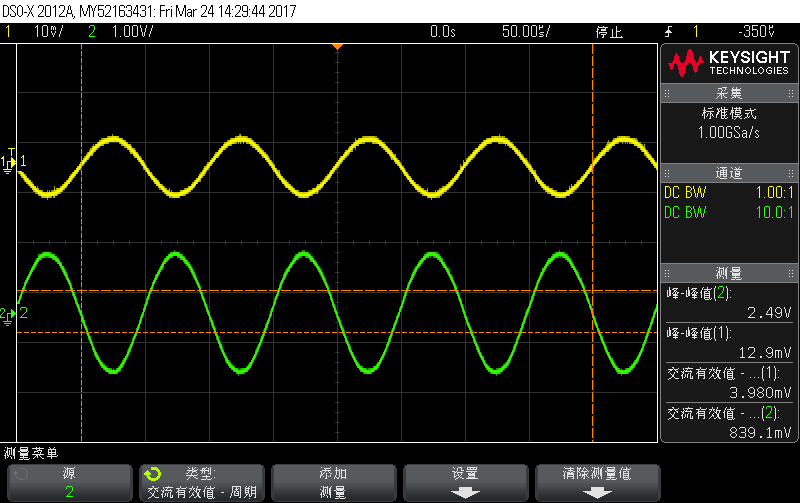 DSO-X 2012A, MY52163431: Fri Mar 24 14:29:44 2017
1 10mV/ 2 1.00V/ 0.0s 50.00us/ 停止 1 -350uV
KEYSIGHT
TECHNOLOGIES
采集
标准模式
1.00GSa/s
通道
DC BW 1.00:1
DC BW 10.0:1
测量
峰-峰值(2):
2.49V
峰-峰值(1):
12.9mV
交流有效值 - ...(1):
3.980mV
交流有效值 - ...(2):
839.1mV
T
1 1
2 2
测量菜单
源
2
类型:
交流有效值 - 周期
添加
测量
设置
清除测量值